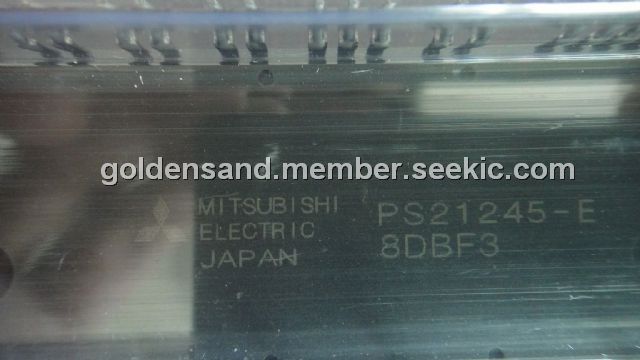 goldensand.member.seekic.com
MITSUBISHI
ELECTRIC
JAPAN
PS21245-E
8DBF3